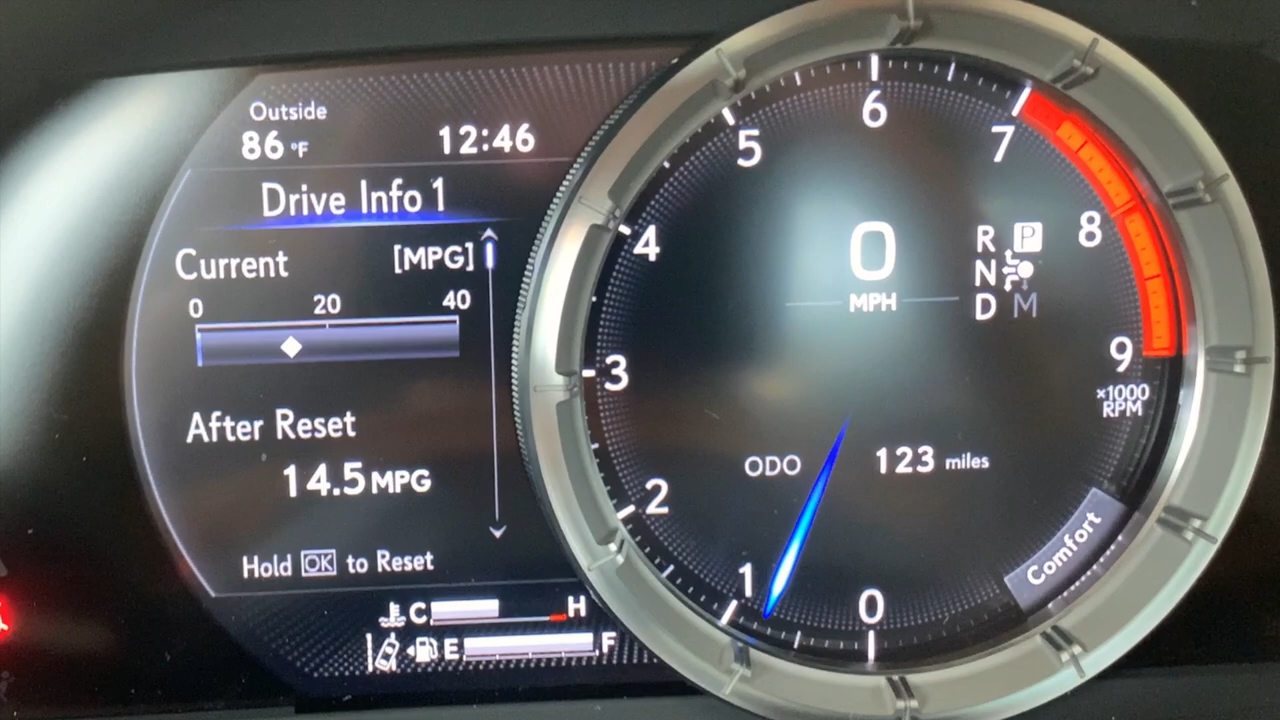 Outside
86 °F 12:46
Drive Info 1
Current [MPG]
0 20 40
After Reset
14.5 MPG
Hold OK to Reset
C H
E F
0
1
2
3
4
5
6
7
8
9
×1000
RPM
0
MPH
R P
N
D M
ODO 123 miles
Comfort